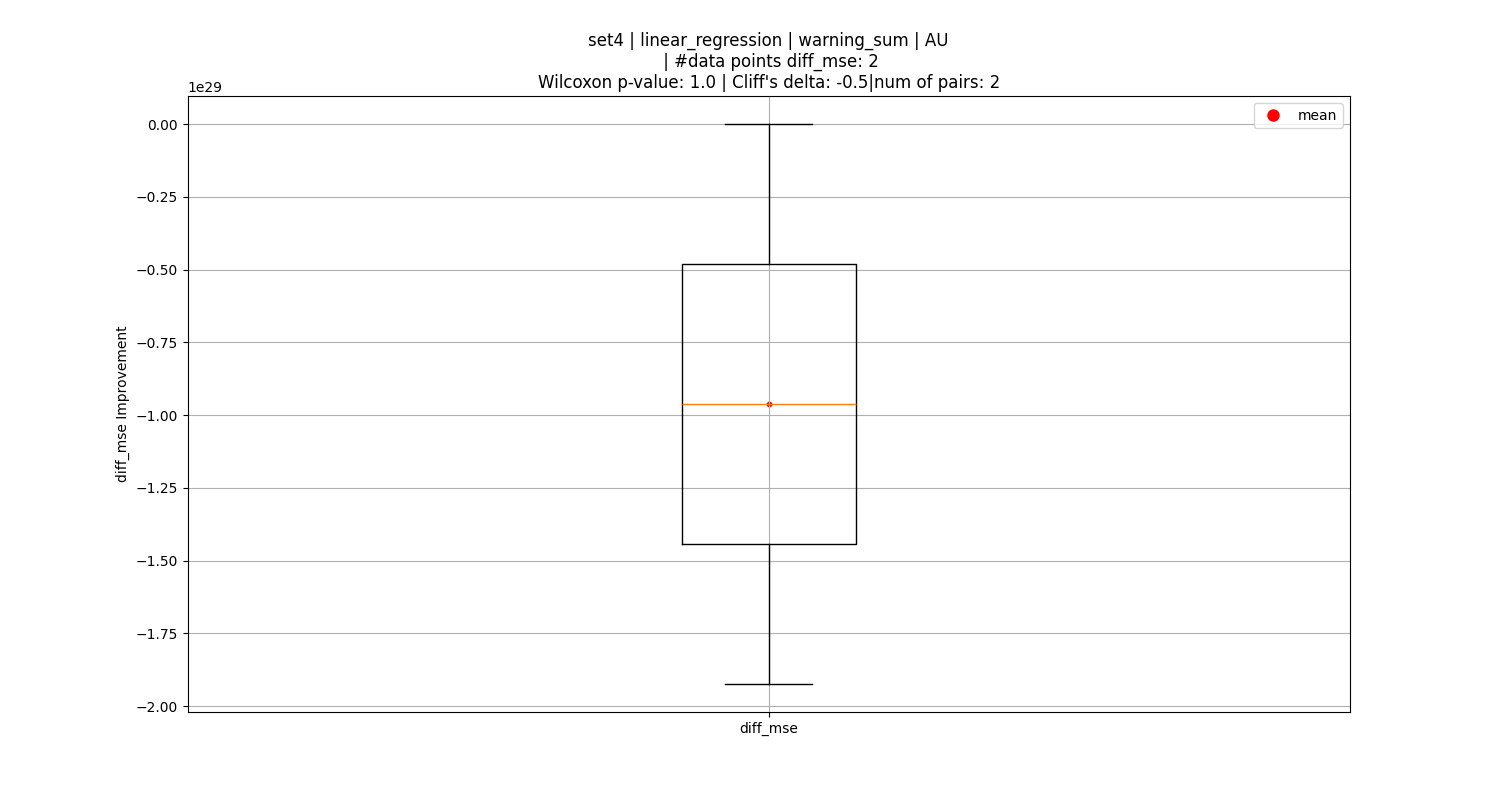 set4 | linear_regression | warning_sum | AU
| #data points diff_mse: 2
Wilcoxon p-value: 1.0 | Cliff's delta: -0.5|num of pairs: 2
1e29
mean
0.00
−0.25
−0.50
−0.75
−1.00
−1.25
−1.50
−1.75
−2.00
diff_mse Improvement
diff_mse